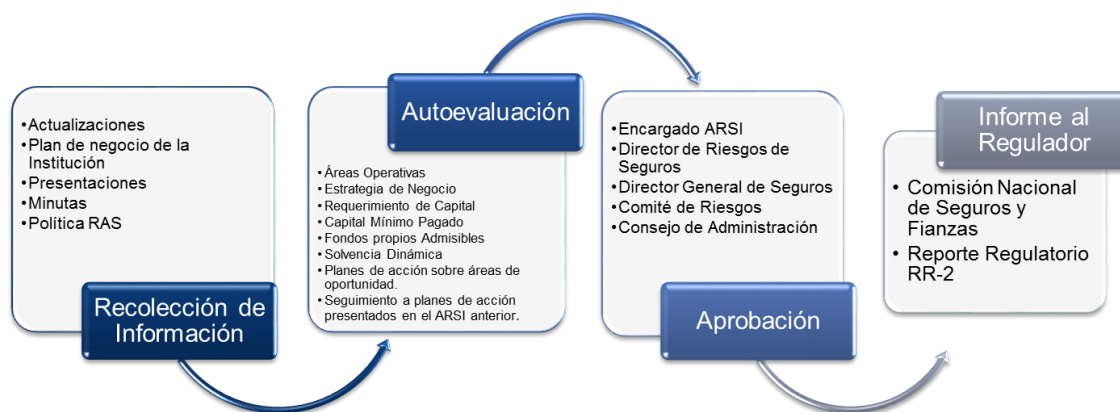 •Actualizaciones
•Plan de negocio de la
Institución
•Presentaciones
•Minutas
•Política RAS
Recolección de
Información
Autoevaluación
•Áreas Operativas
•Estrategia de Negocio
•Requerimiento de Capital
•Capital Mínimo Pagado
•Fondos propios Admisibles
•Solvencia Dinámica
•Planes de acción sobre áreas de
oportunidad.
•Seguimiento a planes de acción
presentados en el ARSI anterior.
•Encargado ARSI
•Director de Riesgos de
Seguros
•Director General de Seguros
•Comité de Riesgos
•Consejo de Administración
Aprobación
Informe al
Regulador
• Comisión Nacional
de Seguros y
Fianzas
• Reporte Regulatorio
RR-2